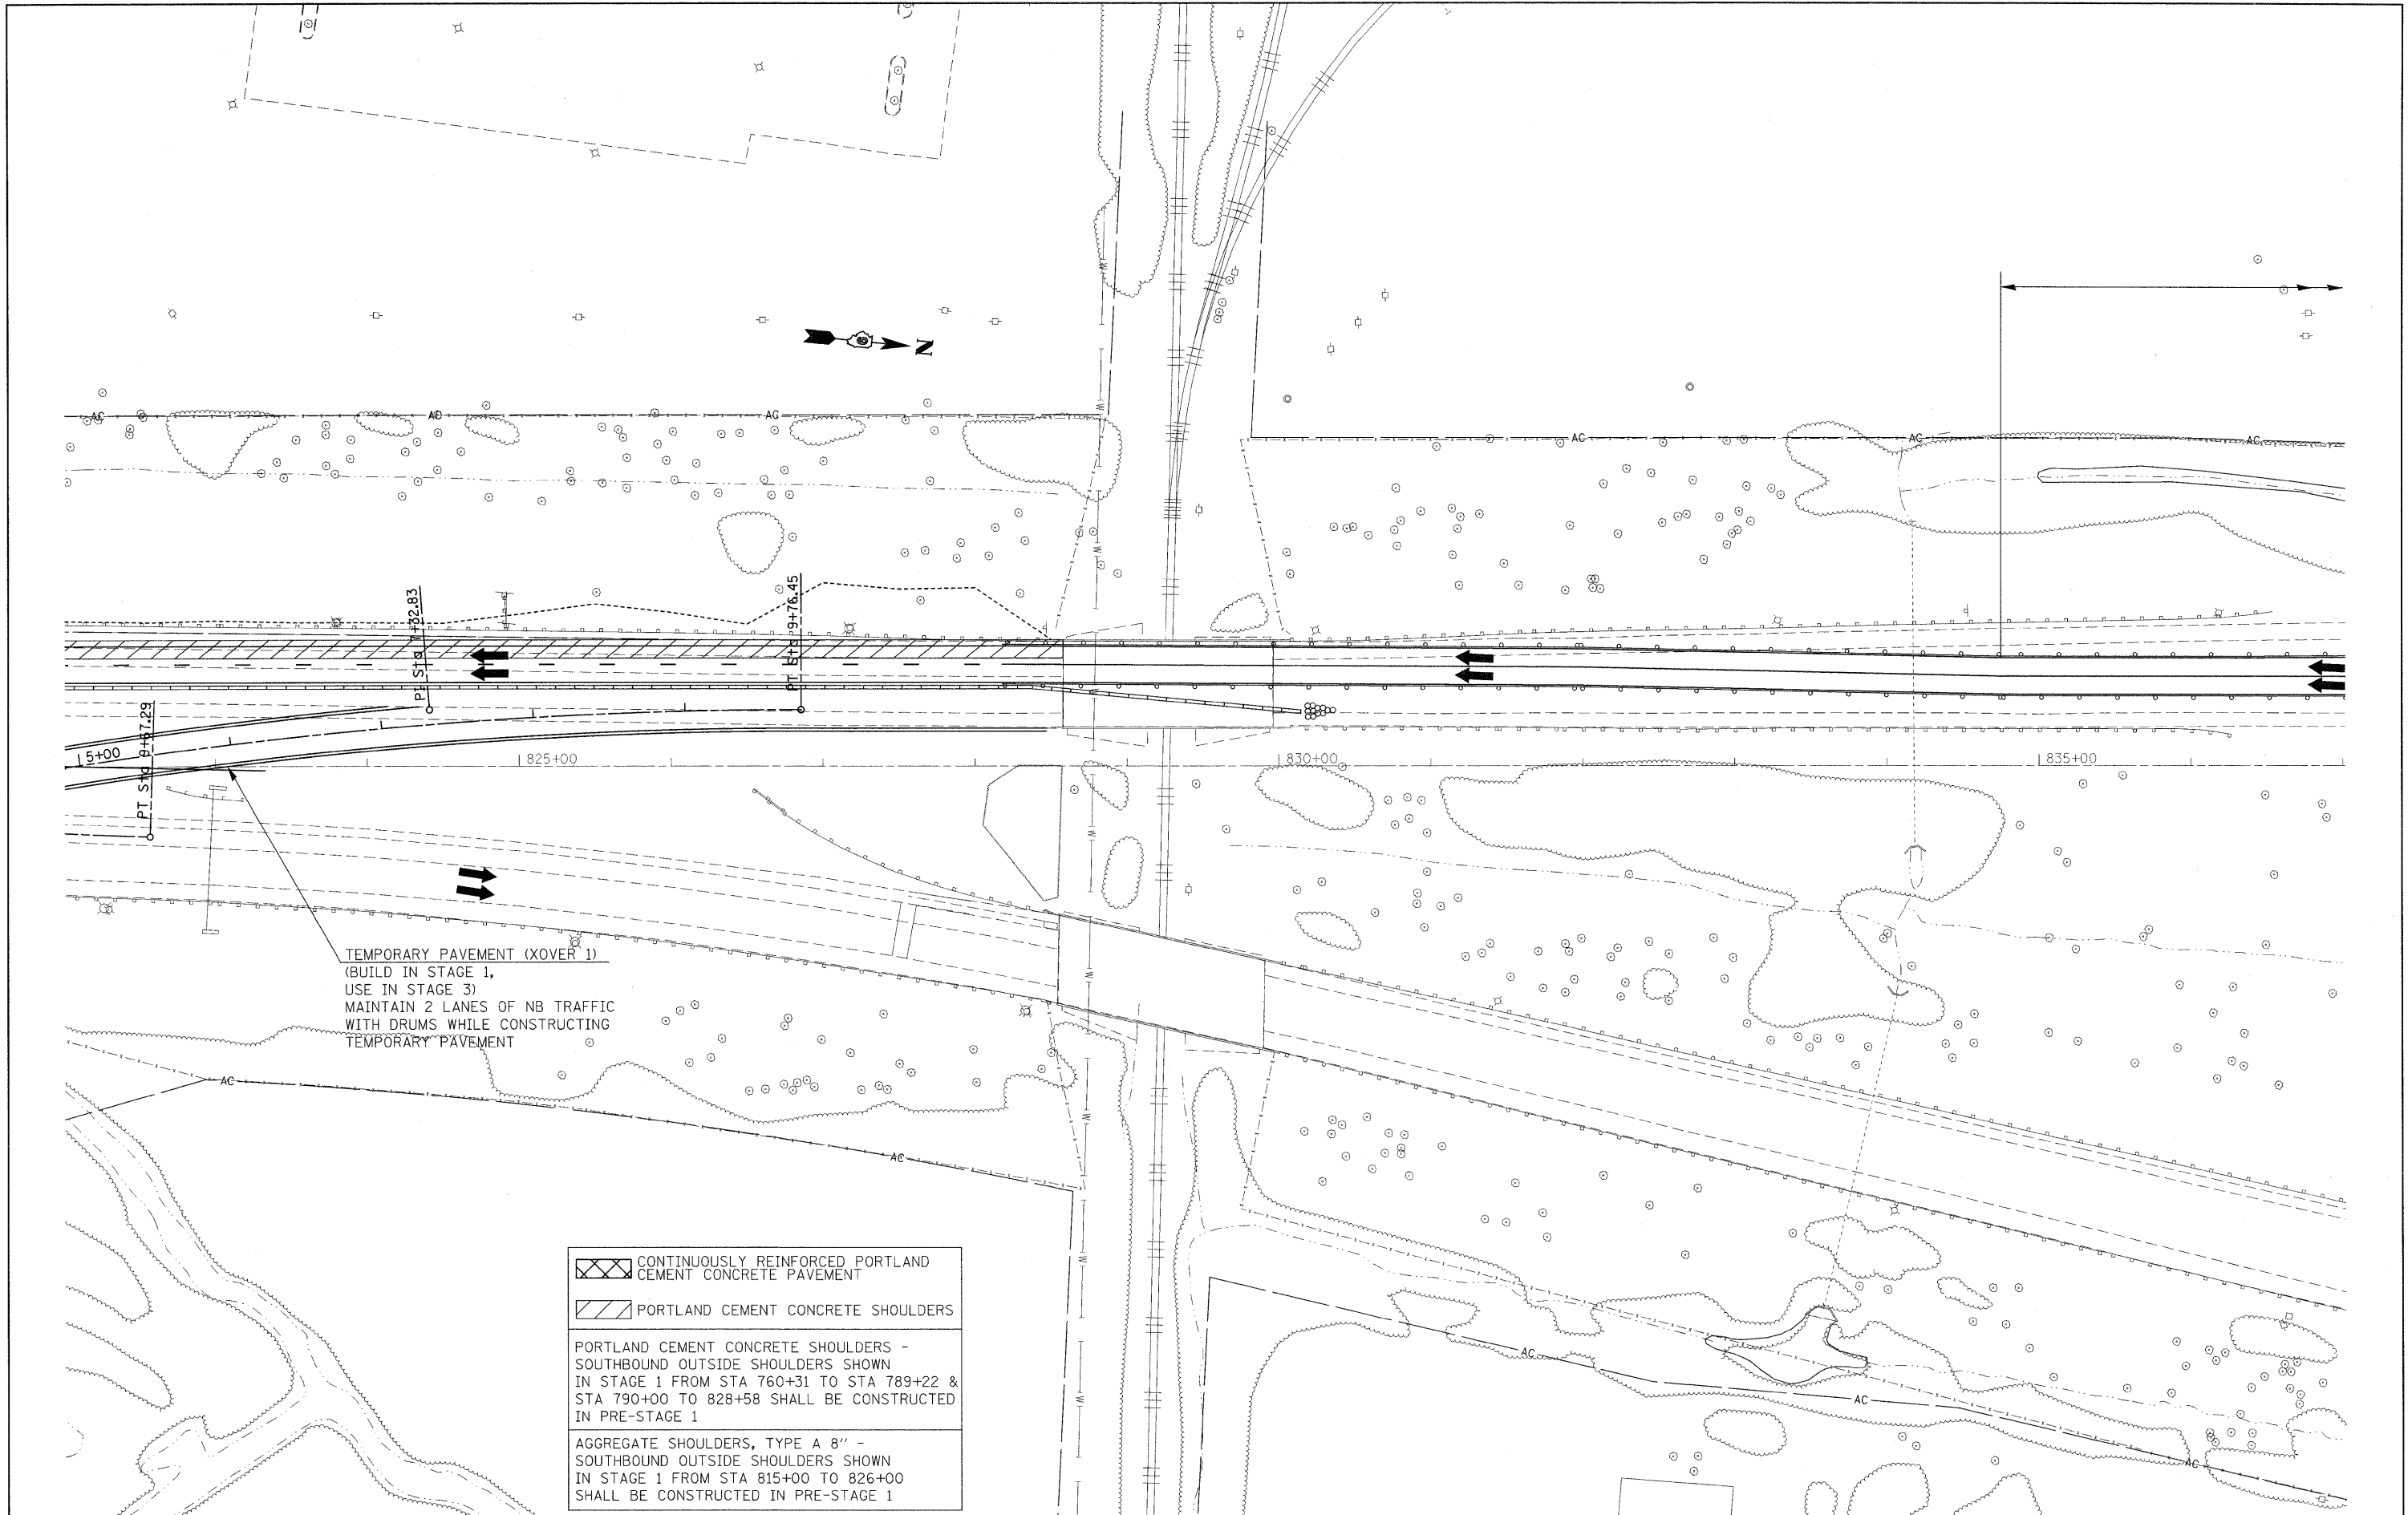 N
AC
AC
AC
AC
AC
AC
W
W
W
PI Sta 7+32.83
PT Sta 9+76.45
PT Sta 9+67.29
5+00
825+00
830+00
835+00
W
W
TEMPORARY PAVEMENT (XOVER 1)
(BUILD IN STAGE 1,
USE IN STAGE 3)
MAINTAIN 2 LANES OF NB TRAFFIC
WITH DRUMS WHILE CONSTRUCTING
TEMPORARY PAVEMENT
AC
AC
W
W
W
AC
AC
AC
CONTINUOUSLY REINFORCED PORTLAND
CEMENT CONCRETE PAVEMENT
PORTLAND CEMENT CONCRETE SHOULDERS
PORTLAND CEMENT CONCRETE SHOULDERS -
SOUTHBOUND OUTSIDE SHOULDERS SHOWN
IN STAGE 1 FROM STA 760+31 TO STA 789+22 &
STA 790+00 TO 828+58 SHALL BE CONSTRUCTED
IN PRE-STAGE 1
AGGREGATE SHOULDERS, TYPE A 8" -
SOUTHBOUND OUTSIDE SHOULDERS SHOWN
IN STAGE 1 FROM STA 815+00 TO 826+00
SHALL BE CONSTRUCTED IN PRE-STAGE 1